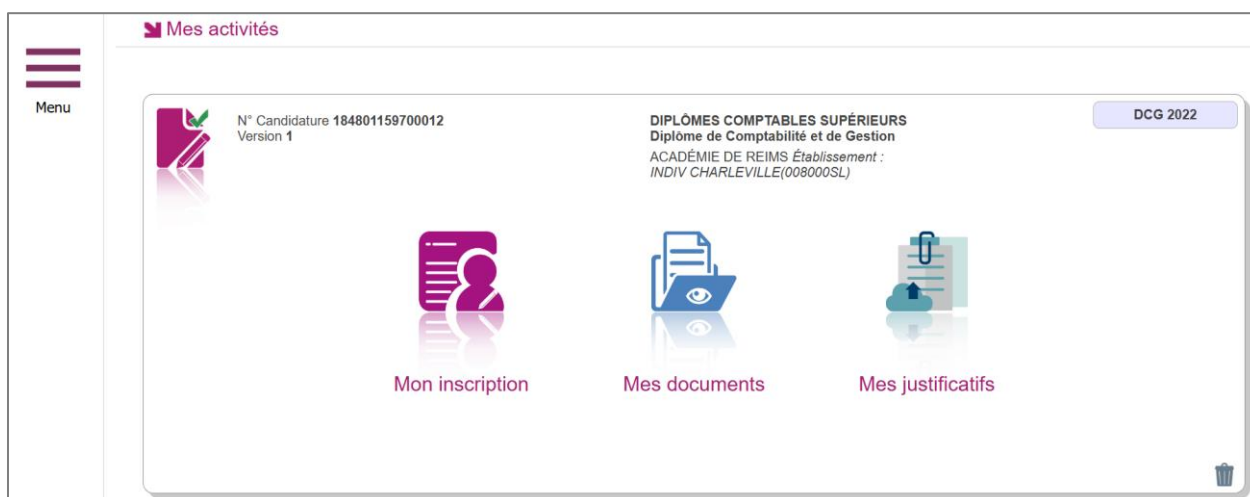 Mes activités
Menu
N° Candidature 184801159700012
Version 1
DIPLÔMES COMPTABLES SUPÉRIEURS
Diplôme de Comptabilité et de Gestion
ACADÉMIE DE REIMS Établissement :
INDIV CHARLEVILLE(008000SL)
DCG 2022
Mon inscription
Mes documents
Mes justificatifs